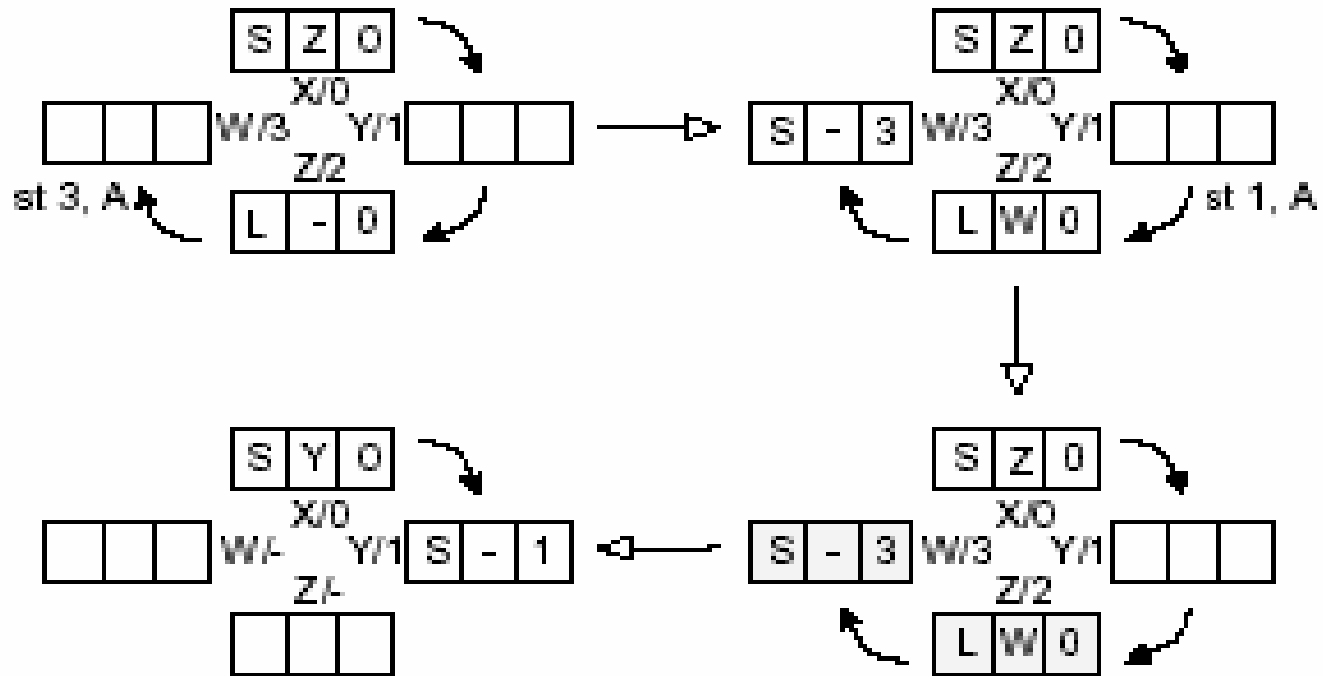 S Z 0
X/0
W/3 Y/1
Z/2
st 3, A
L - 0
S Z 0
X/0
S - 3 W/3 Y/1
Z/2
st 1, A
L W 0
S Y 0
X/0
W/- Y/1 S - 1
Z/-
S Z 0
X/0
S - 3 W/3 Y/1
Z/2
L W 0